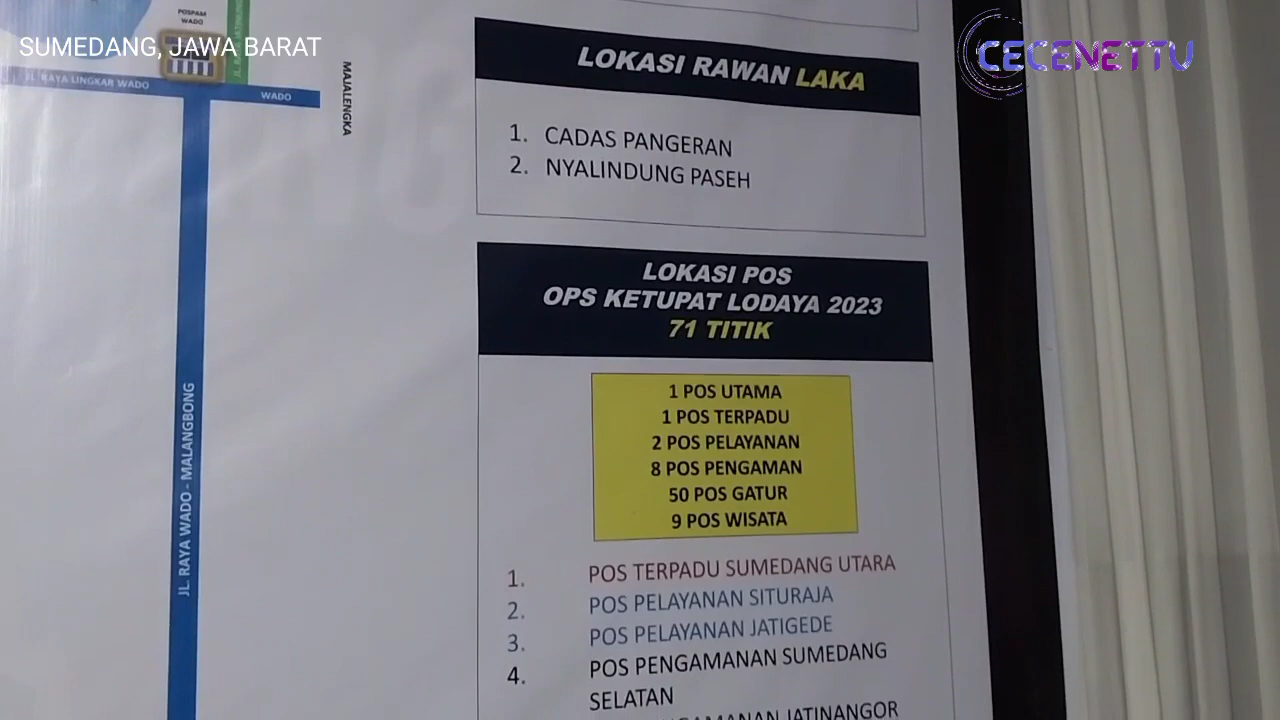 SUMEDANG, JAWA BARAT
CECENETTU
POSPAM
WADO
JL. RAYA LINGKAR WADO
WADO
MAJALENGKA
JL. RAYA WADO - MALANGBONG
LOKASI RAWAN LAKA
1. CADAS PANGERAN
2. NYALINDUNG PASEH
LOKASI POS
OPS KETUPAT LODAYA 2023
71 TITIK
1 POS UTAMA
1 POS TERPADU
2 POS PELAYANAN
8 POS PENGAMAN
50 POS GATUR
9 POS WISATA
1. POS TERPADU SUMEDANG UTARA
2. POS PELAYANAN SITURAJA
3. POS PELAYANAN JATIGEDE
4. POS PENGAMANAN SUMEDANG
SELATAN
JATINANGOR